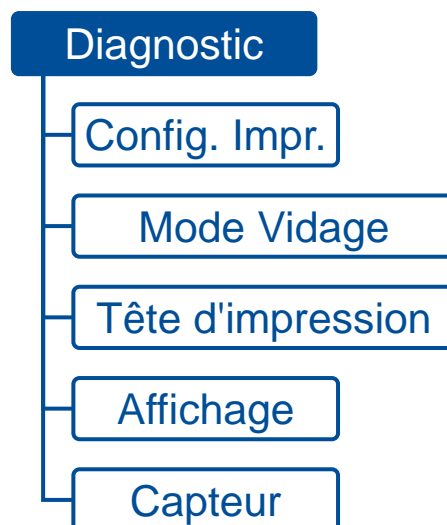 Diagnostic
Config. Impr.
Mode Vidage
Tête d'impression
Affichage
Capteur